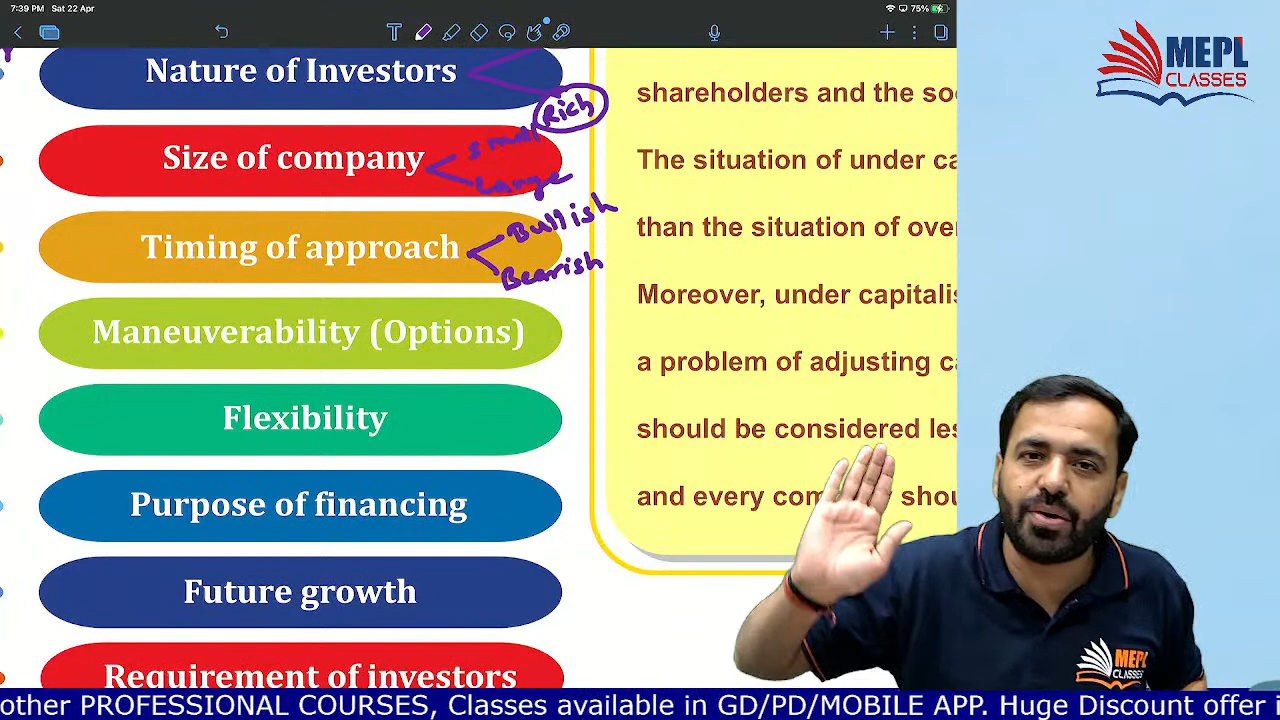 7:39 PM Sat 22 Apr
75%
MEPL
CLASSES
Nature of Investors
Rich
Size of company
Small
Large
Timing of approach
Bullish
Bearish
Maneuverability (Options)
Flexibility
Purpose of financing
Future growth
Requirement of investors
shareholders and the so
The situation of under ca
than the situation of over
Moreover, under capitalis
a problem of adjusting ca
should be considered les
and every com y shou
MEPL
CLASSES
other PROFESSIONAL COURSES, Classes available in GD/PD/MOBILE APP. Huge Discount offer